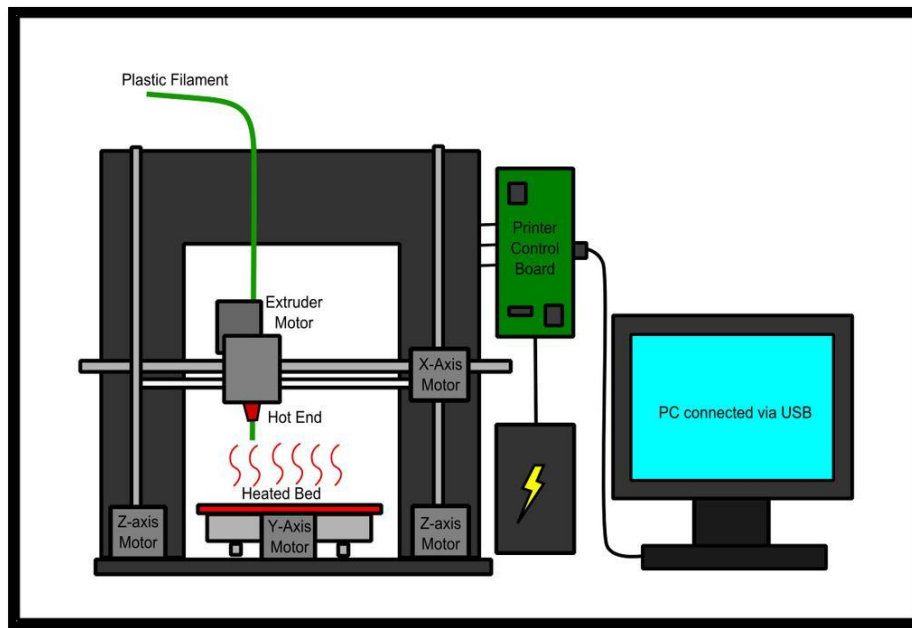 Plastic Filament
Printer
Control
Board
Extruder
Motor
X-Axis
Motor
PC connected via USB
Hot End
Heated Bed
Z-axis
Motor
Y-Axis
Motor
Z-axis
Motor